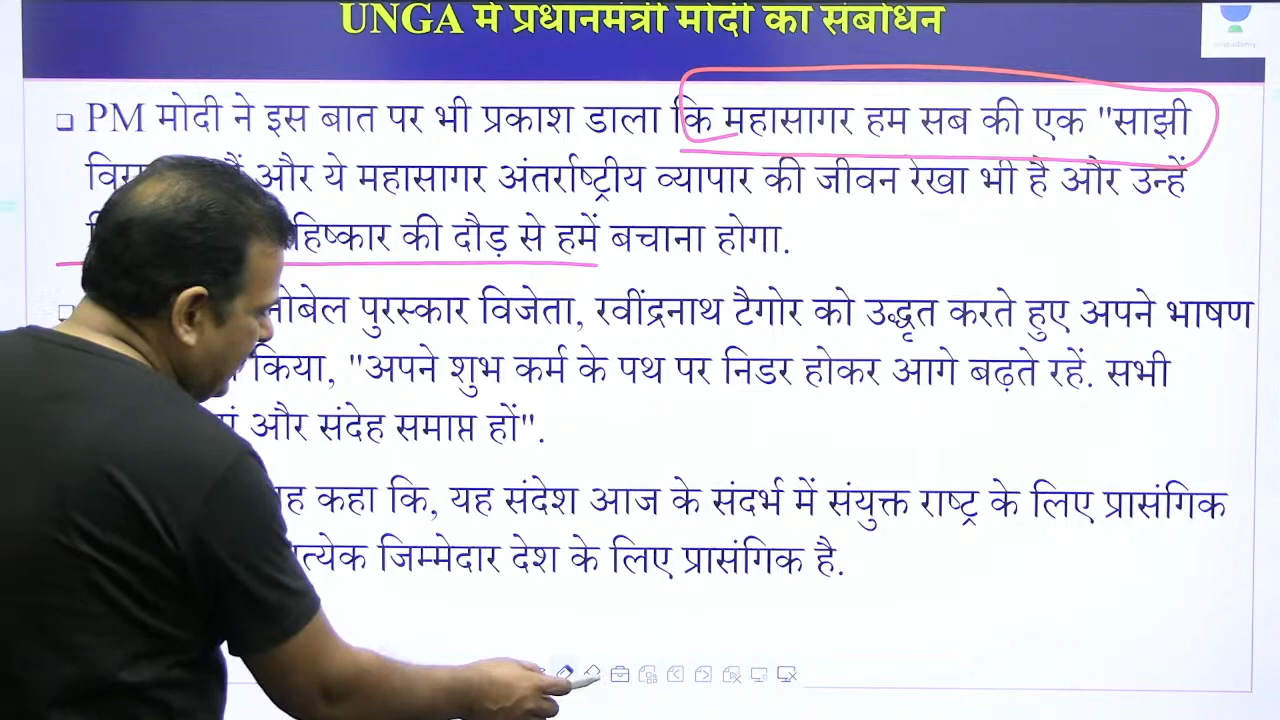 UNGA में प्रधानमंत्री मोदी का संबोधन
PM मोदी ने इस बात पर भी प्रकाश डाला कि महासागर हम सब की एक "साझी
और ये महासागर अंतर्राष्ट्रीय व्यापार की जीवन रेखा भी है और उन्हें
की दौड़ से हमें बचाना होगा.
पुरस्कार विजेता, रवींद्रनाथ टैगोर को उद्धृत करते हुए अपने भाषण
किया, "अपने शुभ कर्म के पथ पर निडर होकर आगे बढ़ते रहें. सभी
और संदेह समाप्त हों".
कहा कि, यह संदेश आज के संदर्भ में संयुक्त राष्ट्र के लिए प्रासंगिक
जिम्मेदार देश के लिए प्रासंगिक है.